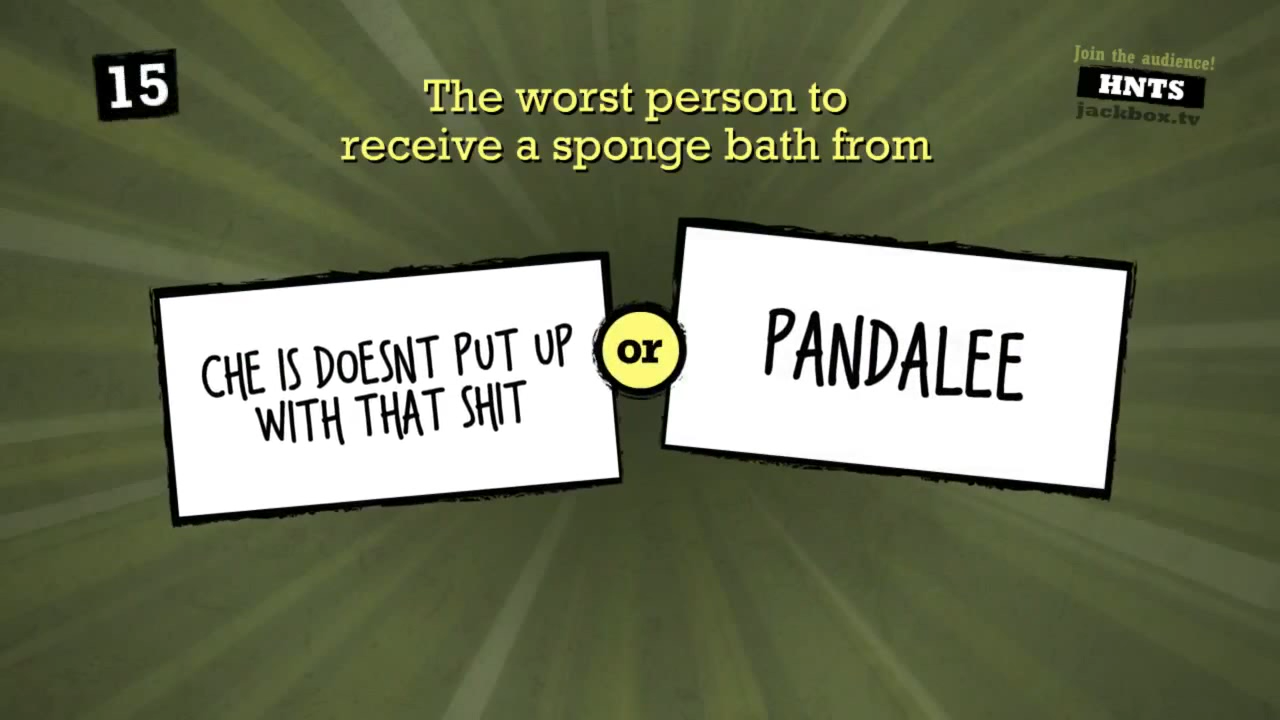 15
The worst person to
receive a sponge bath from
Join the audience!
HNTS
jackbox.tv
CHE IS DOESNT PUT UP
WITH THAT SHIT
or
PANDALEE